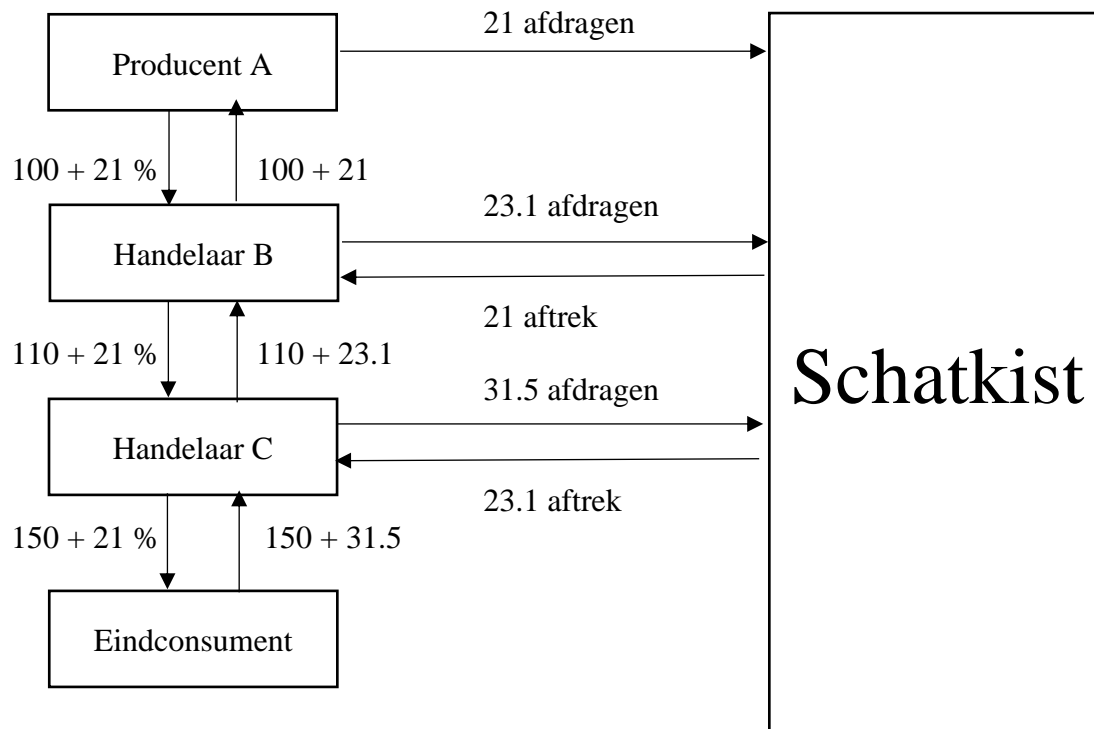 21 afdragen
Producent A
100 + 21 %
100 + 21
23.1 afdragen
Handelaar B
21 aftrek
110 + 21 %
110 + 23.1
Schatkist
31.5 afdragen
Handelaar C
23.1 aftrek
150 + 21 %
150 + 31.5
Eindconsument